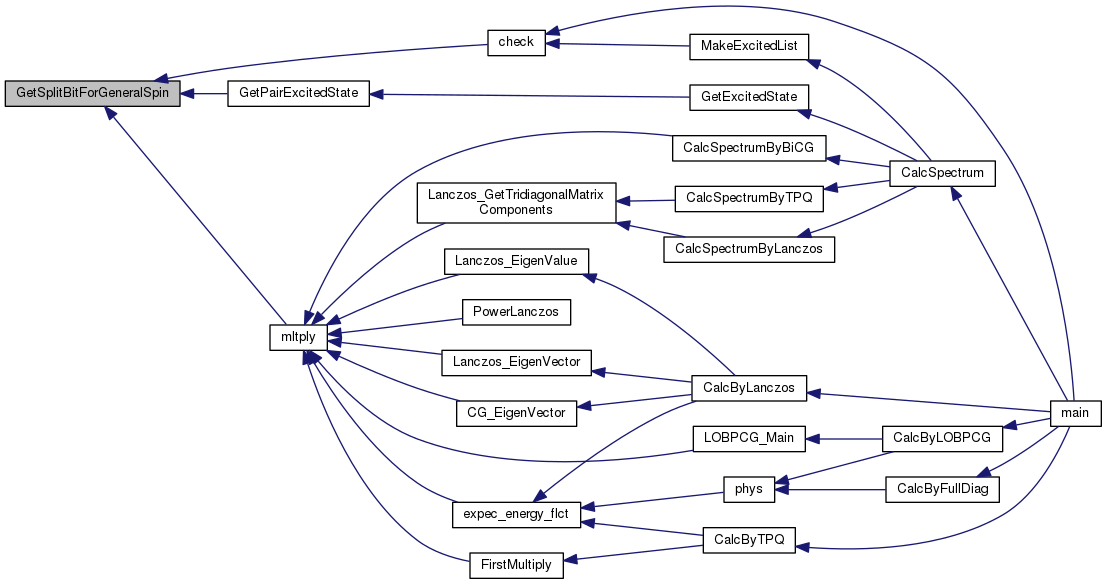 check
MakeExcitedList
GetSplitBitForGeneralSpin
GetPairExcitedState
GetExcitedState
CalcSpectrumByBiCG
CalcSpectrum
Lanczos_GetTridiagonalMatrix
Components
CalcSpectrumByTPQ
CalcSpectrumByLanczos
Lanczos_EigenValue
PowerLanczos
mltply
Lanczos_EigenVector
CalcByLanczos
CG_EigenVector
main
LOBPCG_Main
CalcByLOBPCG
phys
CalcByFullDiag
expec_energy_flct
CalcByTPQ
FirstMultiply